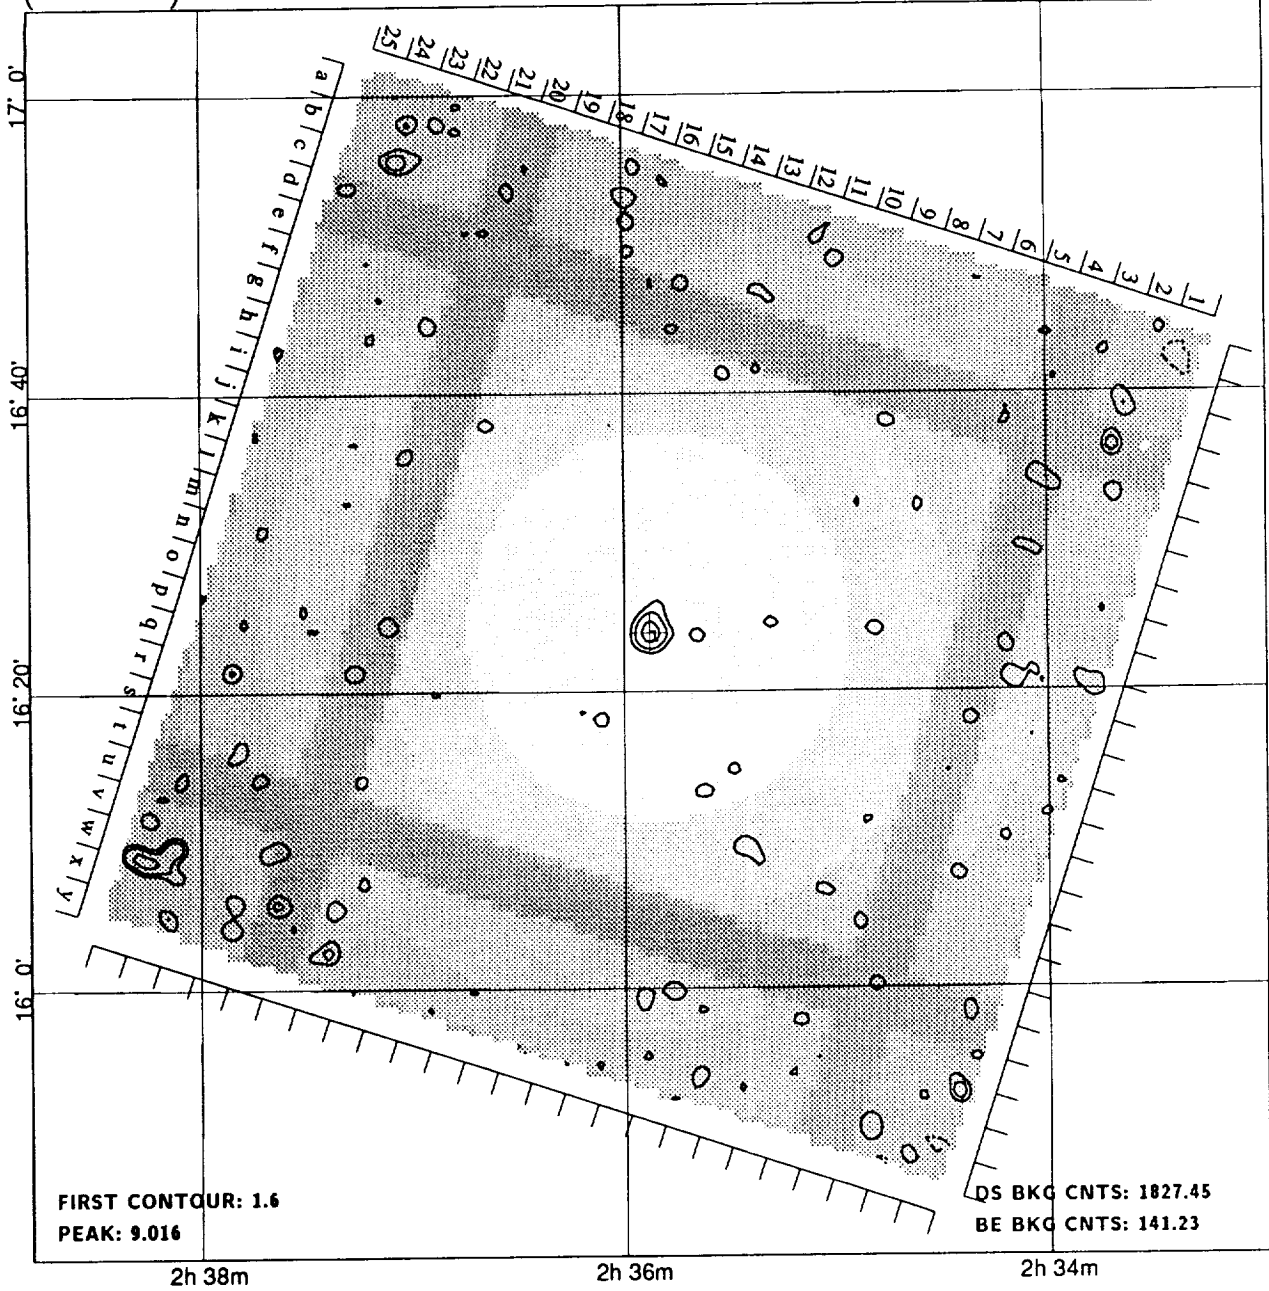 25 24 23 22 21 20 19 18 17 16 15 14 13 12 11 10 9 8 7 6 5 4 3 2 1
a b c d e f g h i j k l m n o p q r s t u v w x y
17° 0'
16° 40'
16° 20'
16° 0'
FIRST CONTOUR: 1.6
PEAK: 9.016
DS BKG CNTS: 1827.45
BE BKG CNTS: 141.23
2h 38m
2h 36m
2h 34m